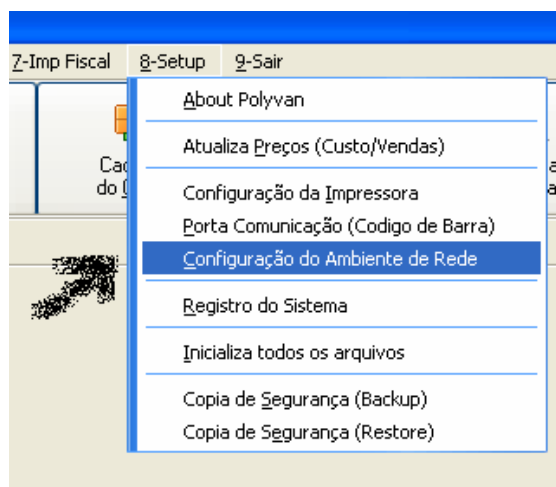 7-Imp Fiscal 8-Setup 9-Sair
About Polyvan
Atualiza Preços (Custo/Vendas)
Configuração da Impressora
Porta Comunicação (Codigo de Barra)
Configuração do Ambiente de Rede
Registro do Sistema
Inicializa todos os arquivos
Copia de Segurança (Backup)
Copia de Segurança (Restore)
do